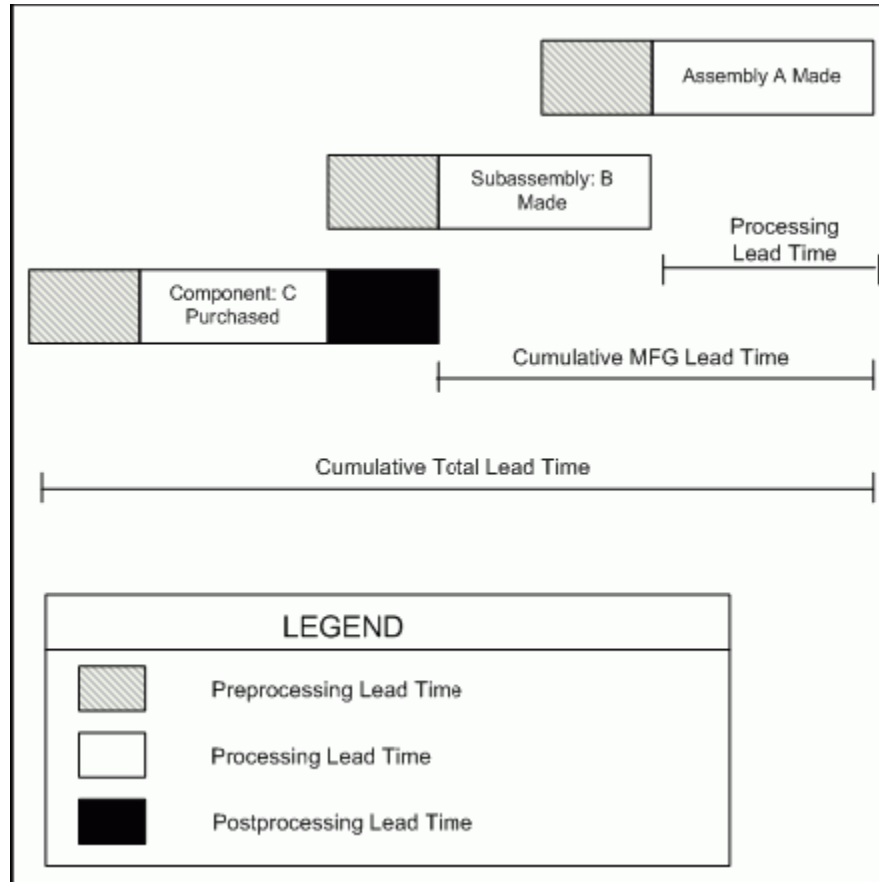 Assembly A Made
Subassembly: B
Made
Processing
Lead Time
Component: C
Purchased
Cumulative MFG Lead Time
Cumulative Total Lead Time
LEGEND
Preprocessing Lead Time
Processing Lead Time
Postprocessing Lead Time